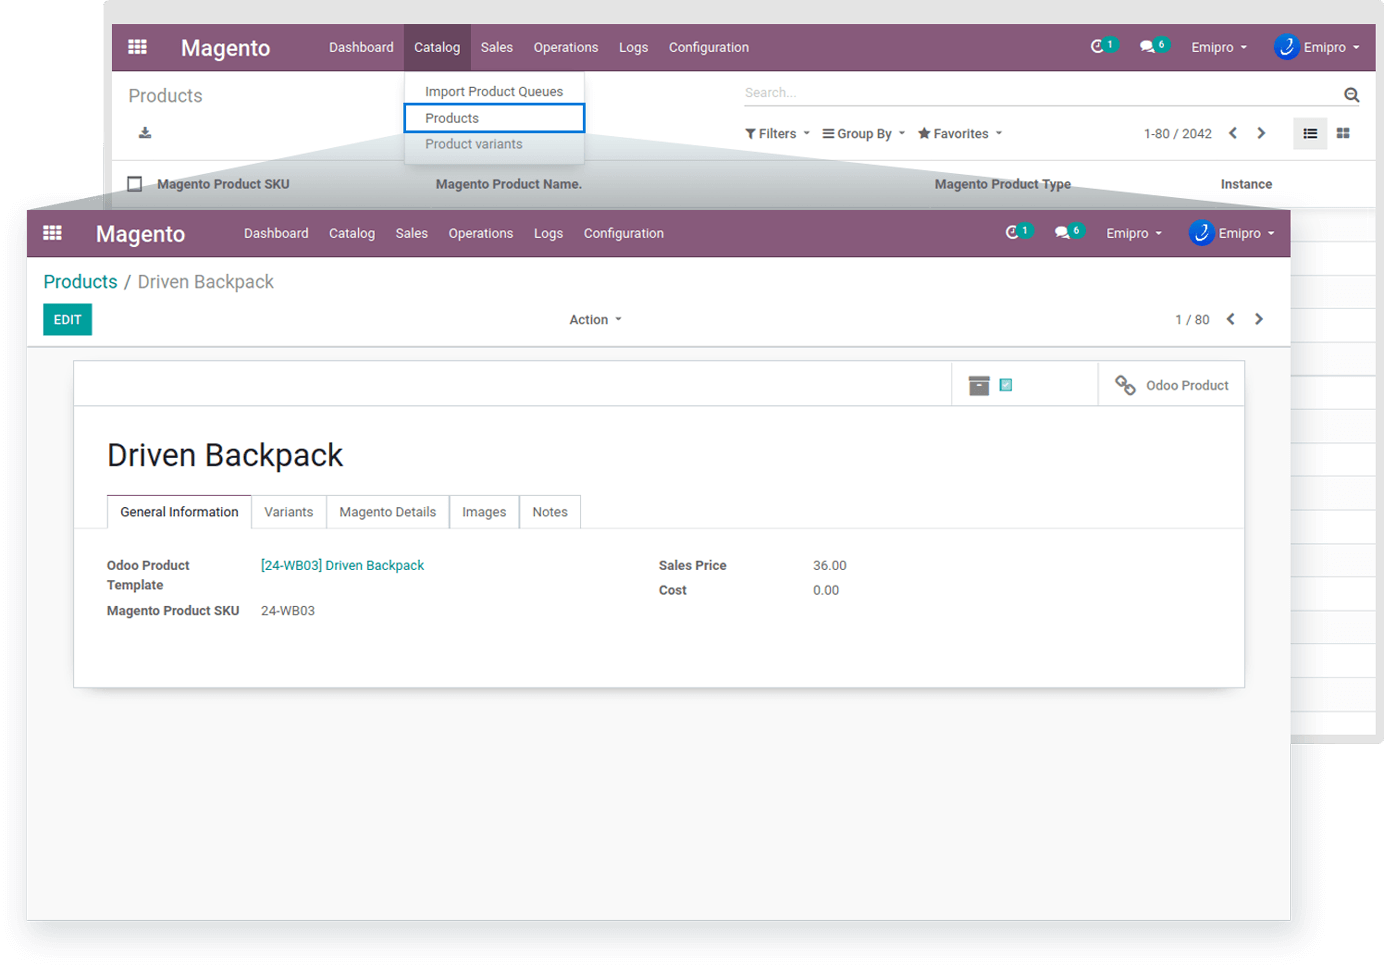 Magento Dashboard Catalog Sales Operations Logs Configuration 1 6 Emipro Emipro
Products
Import Product Queues
Search...
Products
Product variants
Filters Group By Favorites 1-80 / 2042
Magento Product SKU Magento Product Name. Magento Product Type Instance
Magento Dashboard Catalog Sales Operations Logs Configuration 1 6 Emipro Emipro
Products / Driven Backpack
EDIT Action 1 / 80
Odoo Product
Driven Backpack
General Information Variants Magento Details Images Notes
Odoo Product Template [24-WB03] Driven Backpack Sales Price 36.00
Cost 0.00
Magento Product SKU 24-WB03